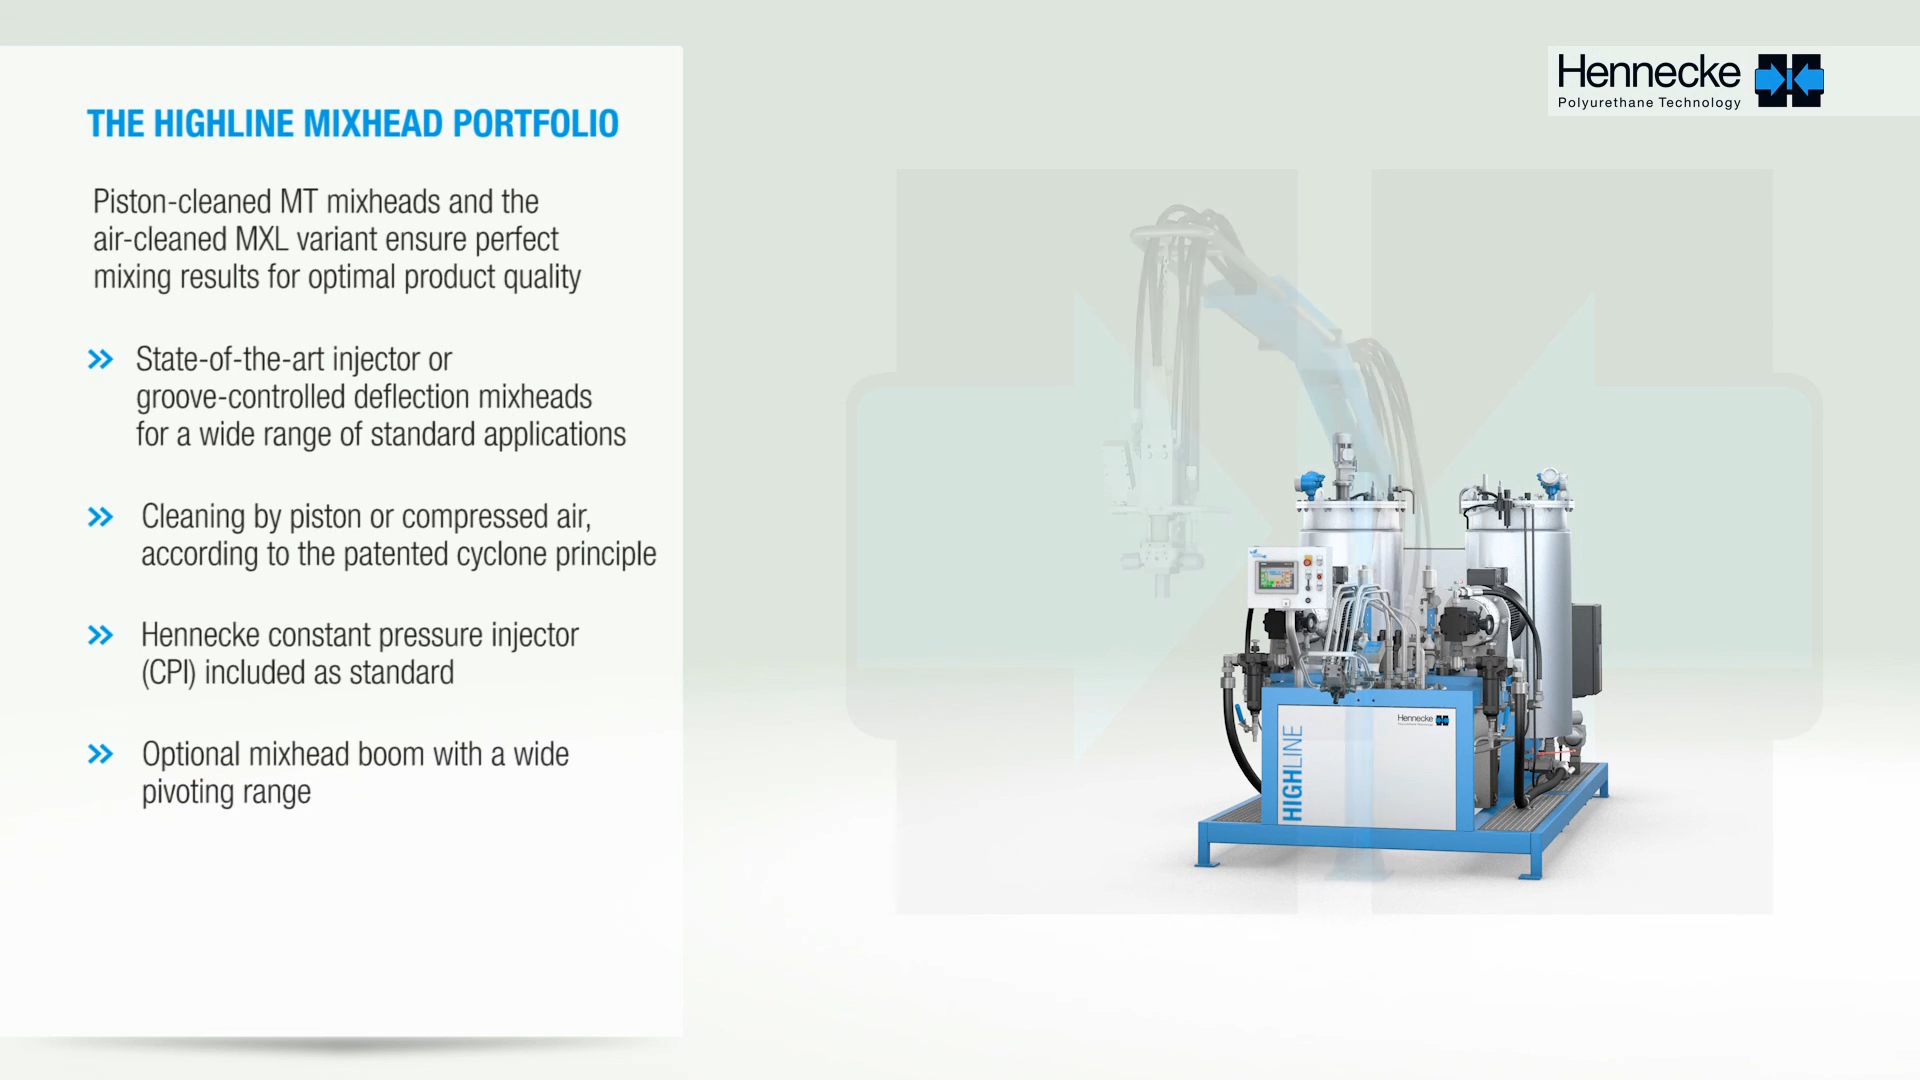 Hennecke
Polyurethane Technology
THE HIGHLINE MIXHEAD PORTFOLIO
Piston-cleaned MT mixheads and the
air-cleaned MXL variant ensure perfect
mixing results for optimal product quality
State-of-the-art injector or
groove-controlled deflection mixheads
for a wide range of standard applications
Cleaning by piston or compressed air,
according to the patented cyclone principle
Hennecke constant pressure injector
(CPI) included as standard
Optional mixhead boom with a wide
pivoting range
Hennecke
HIGHLINE